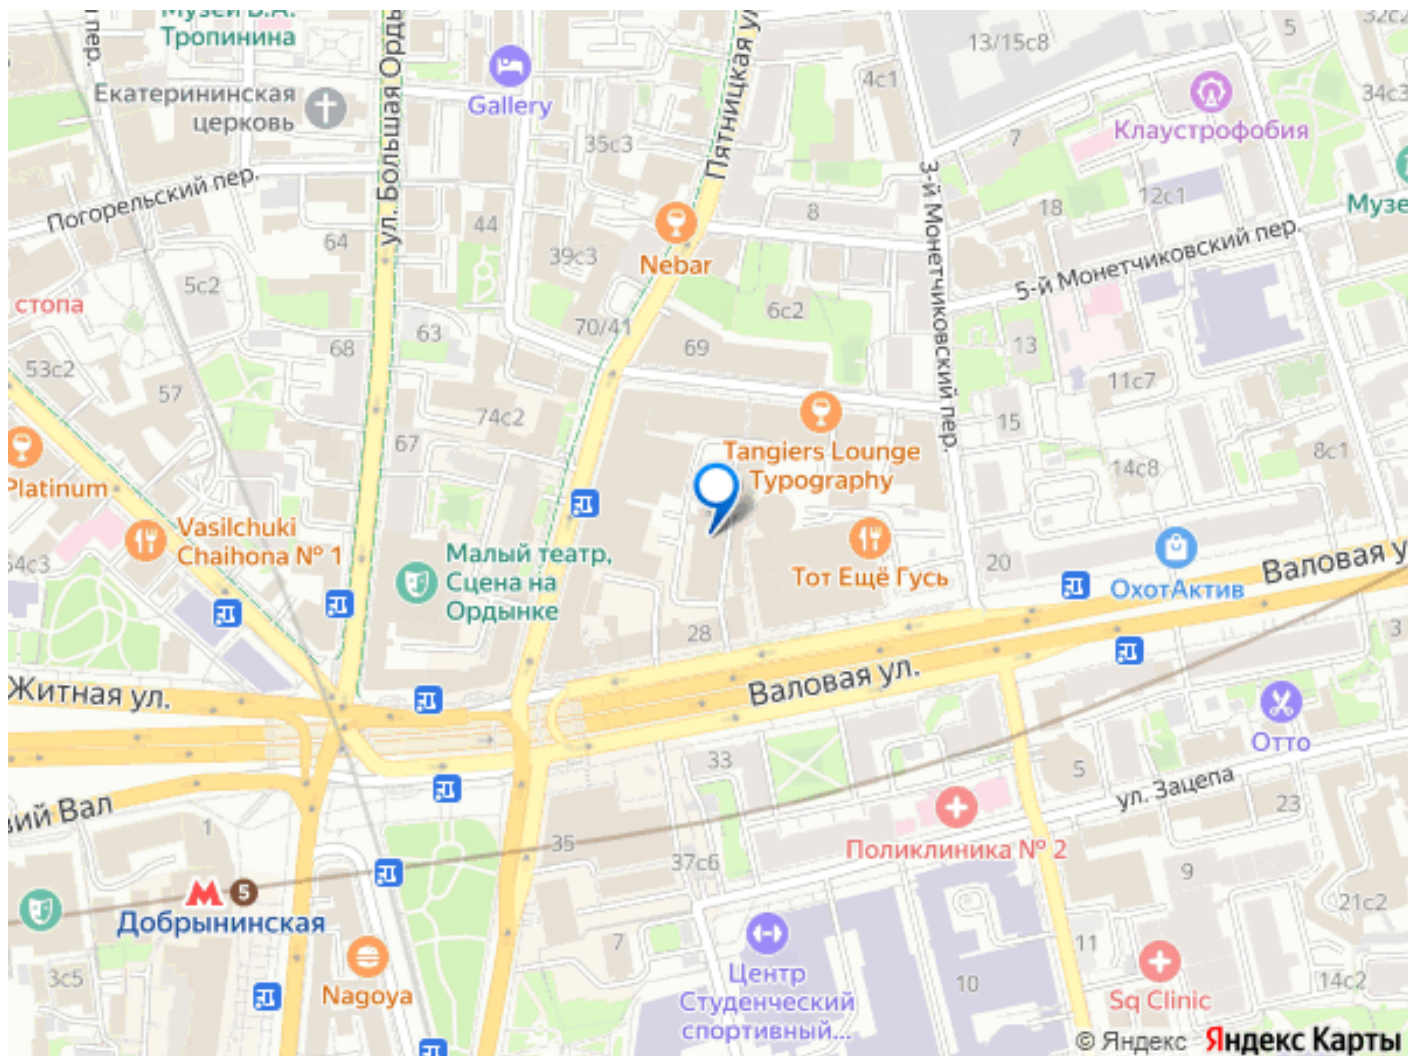 Музей В.А.
Тропинина
пер.
ул. Большая Орды
Пятницкая ул
Gallery
Екатерининская
церковь
13/15с8
5
32с2
34с3
4с1
7
Клаустрофобия
35с3
Погорельский пер.
44
64
39с3
8
3-й Монетчиковский пер.
18
12с1
Музе
Nebar
5-й Монетчиковский пер.
5с2
стопа
63
68
70/41
6с2
69
13
53с2
57
74с2
67
11с7
15
Tangiers Lounge
Typography
14с8
8с1
Platinum
Vasilchuki
Chaihona № 1
54с3
Малый театр,
Сцена на
Ордынке
Тот Ещё Гусь
20
ОхотАктив
Валовая у
28
3
Житная ул.
Валовая ул.
Отто
33
5
ул. Зацепа
23
вий Вал
1
35
37с6
Поликлиника № 2
9
21с2
5
Добрынинская
3с5
Nagoya
7
Центр
Студенческий
спортивный...
10
11
Sq Clinic
14с2
© Яндекс Яндекс Карты